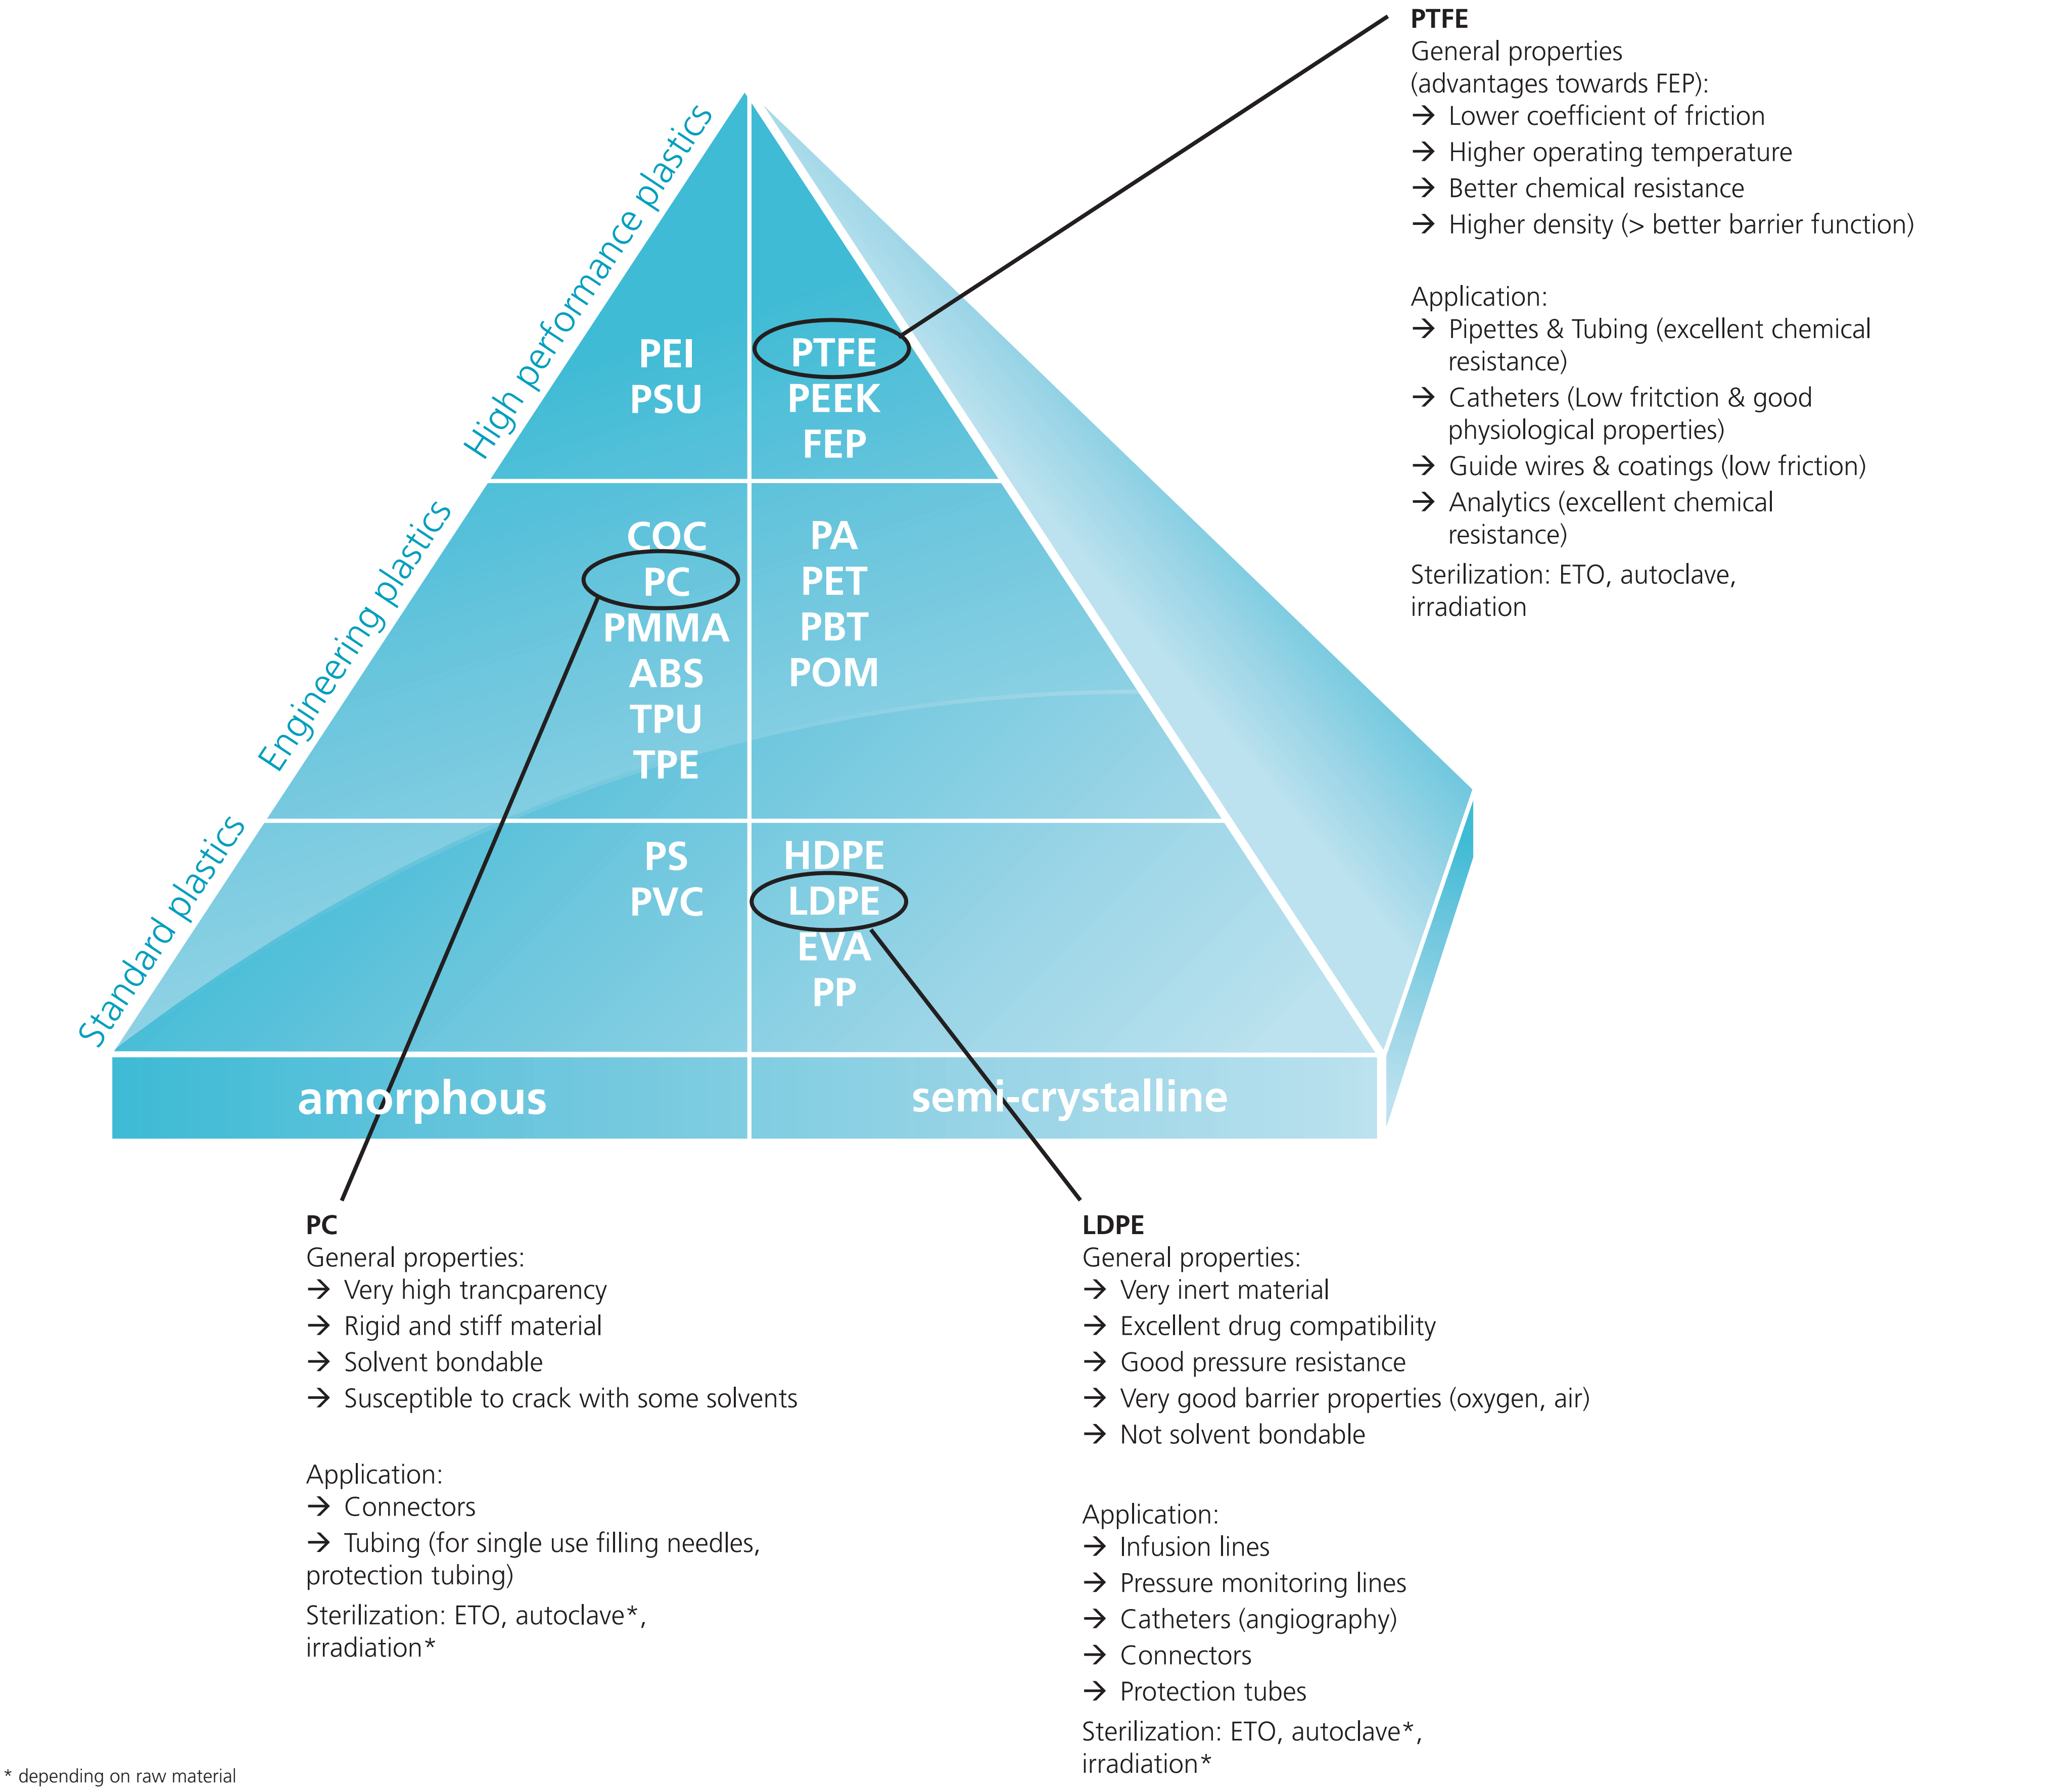 PTFE
General properties
(advantages towards FEP):
→ Lower coefficient of friction
→ Higher operating temperature
→ Better chemical resistance
→ Higher density (> better barrier function)
Application:
→ Pipettes & Tubing (excellent chemical
resistance)
→ Catheters (Low fritction & good
physiological properties)
→ Guide wires & coatings (low friction)
→ Analytics (excellent chemical
resistance)
Sterilization: ETO, autoclave,
irradiation
High performance plastics
PEI
PSU
PTFE
PEEK
FEP
Engineering plastics
COC
PC
PMMA
ABS
TPU
TPE
PA
PET
PBT
POM
Standard plastics
PS
PVC
HDPE
LDPE
EVA
PP
amorphous
semi-crystalline
PC
General properties:
→ Very high trancparency
→ Rigid and stiff material
→ Solvent bondable
→ Susceptible to crack with some solvents
Application:
→ Connectors
→ Tubing (for single use filling needles,
protection tubing)
Sterilization: ETO, autoclave*,
irradiation*
LDPE
General properties:
→ Very inert material
→ Excellent drug compatibility
→ Good pressure resistance
→ Very good barrier properties (oxygen, air)
→ Not solvent bondable
Application:
→ Infusion lines
→ Pressure monitoring lines
→ Catheters (angiography)
→ Connectors
→ Protection tubes
Sterilization: ETO, autoclave*,
irradiation*
* depending on raw material